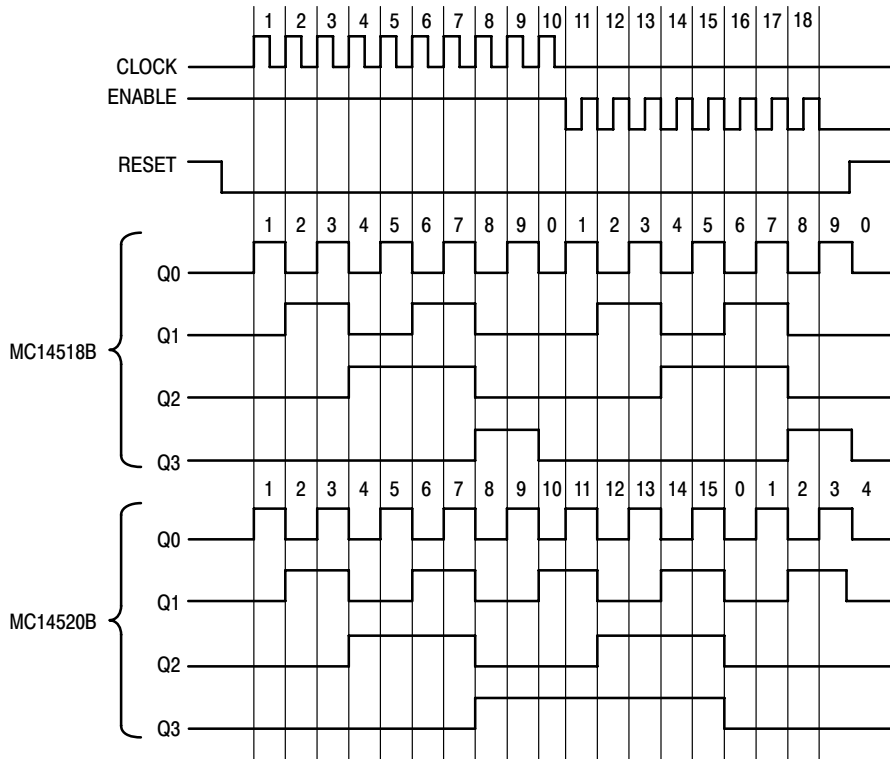 1 2 3 4 5 6 7 8 9 10 11 12 13 14 15 16 17 18
CLOCK
ENABLE
RESET
1 2 3 4 5 6 7 8 9 0 1 2 3 4 5 6 7 8 9 0
Q0
Q1
MC14518B
Q2
Q3
1 2 3 4 5 6 7 8 9 10 11 12 13 14 15 0 1 2 3 4
Q0
Q1
MC14520B
Q2
Q3